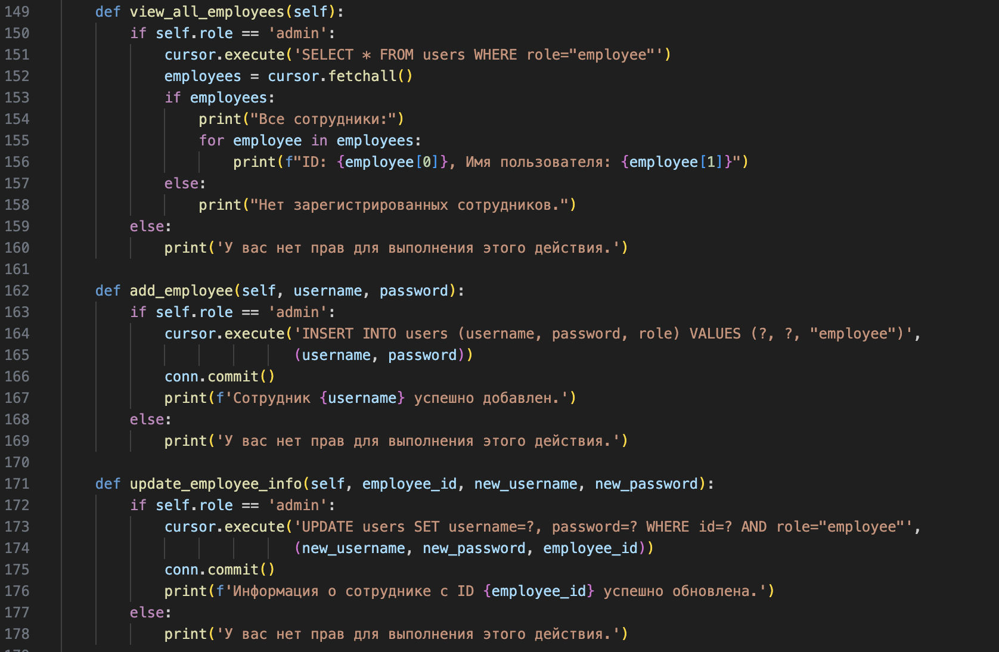 149 def view_all_employees(self):
150 if self.role == 'admin':
151 cursor.execute('SELECT * FROM users WHERE role="employee"')
152 employees = cursor.fetchall()
153 if employees:
154 print("Все сотрудники:")
155 for employee in employees:
156 print(f"ID: {employee[0]}, Имя пользователя: {employee[1]}")
157 else:
158 print("Нет зарегистрированных сотрудников.")
159 else:
160 print('У вас нет прав для выполнения этого действия.')
161
162 def add_employee(self, username, password):
163 if self.role == 'admin':
164 cursor.execute('INSERT INTO users (username, password, role) VALUES (?, ?, "employee")',
165 (username, password))
166 conn.commit()
167 print(f'Сотрудник {username} успешно добавлен.')
168 else:
169 print('У вас нет прав для выполнения этого действия.')
170
171 def update_employee_info(self, employee_id, new_username, new_password):
172 if self.role == 'admin':
173 cursor.execute('UPDATE users SET username=?, password=? WHERE id=? AND role="employee"',
174 (new_username, new_password, employee_id))
175 conn.commit()
176 print(f'Информация о сотруднике с ID {employee_id} успешно обновлена.')
177 else:
178 print('У вас нет прав для выполнения этого действия.')